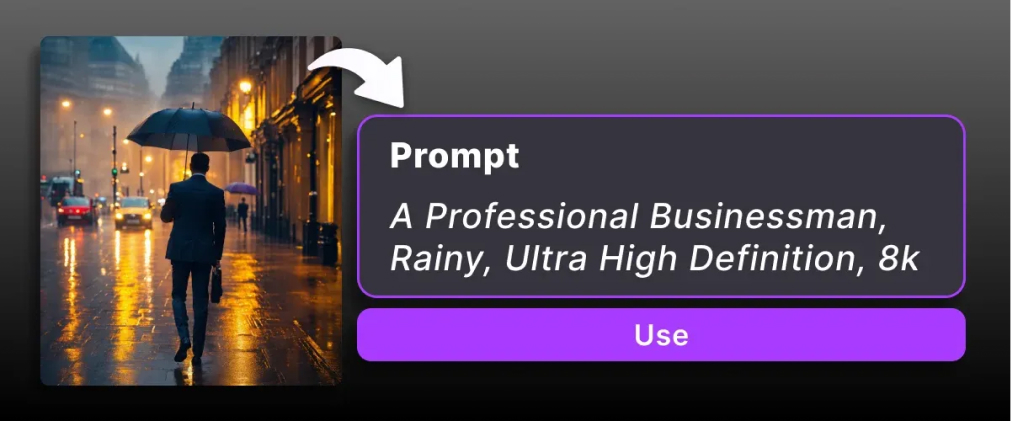 Prompt
A Professional Businessman,
Rainy, Ultra High Definition, 8k
Use